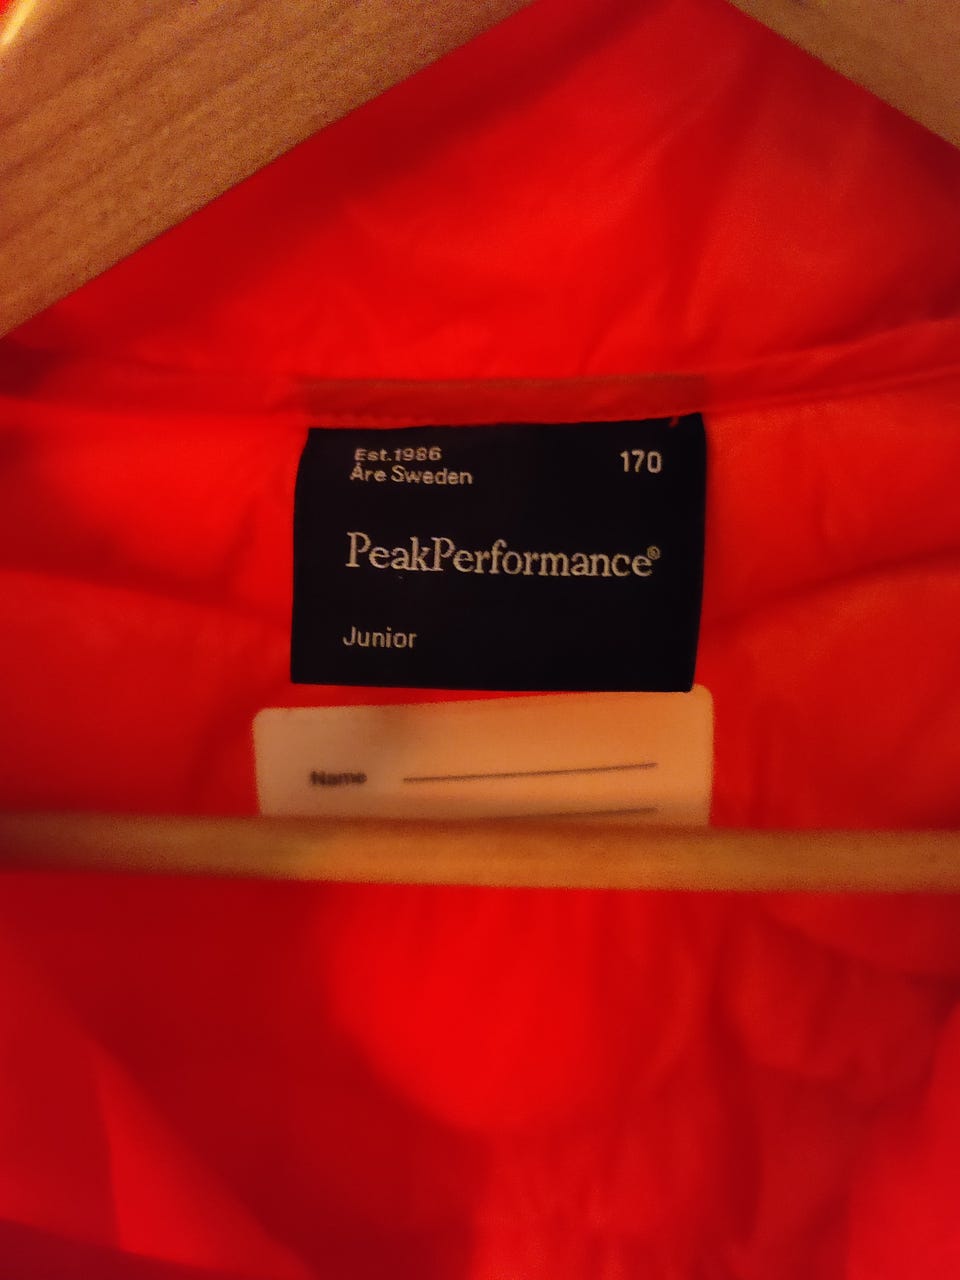 Est.1986
Åre Sweden
170
PeakPerformance®
Junior
Name